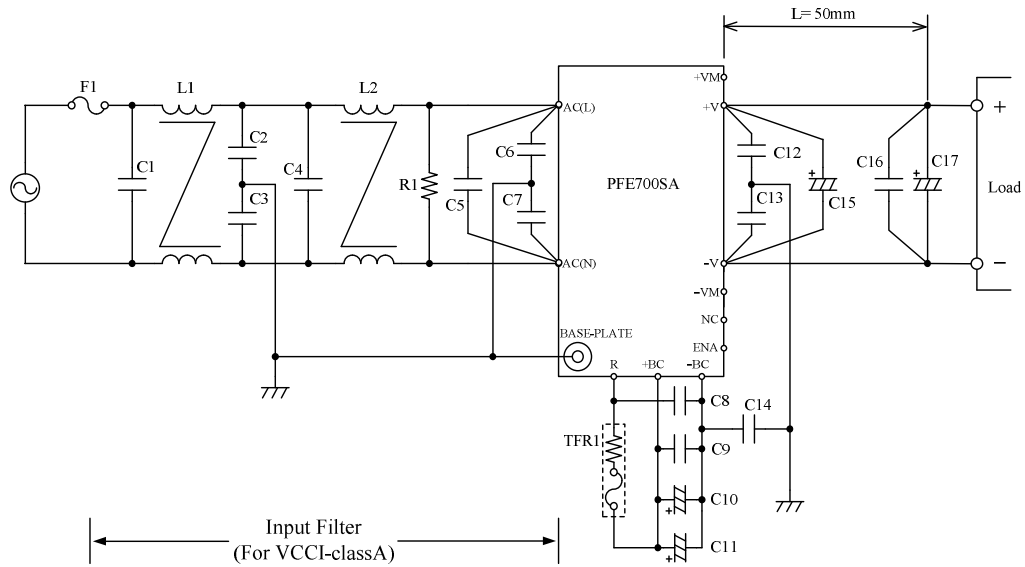 L= 50mm
F1
L1
L2
+VM
AC(L)
+V
+
C1
C2
C3
C4
R1
C5
C6
C7
PFE700SA
C12
C13
+
C15
C16
+
C17
Load
AC(N)
−V
−
−VM
NC
ENA
BASE-PLATE
R
+BC
−BC
C8
C14
TFR1
C9
C10
+
C11
+
Input Filter
(For VCCI-classA)